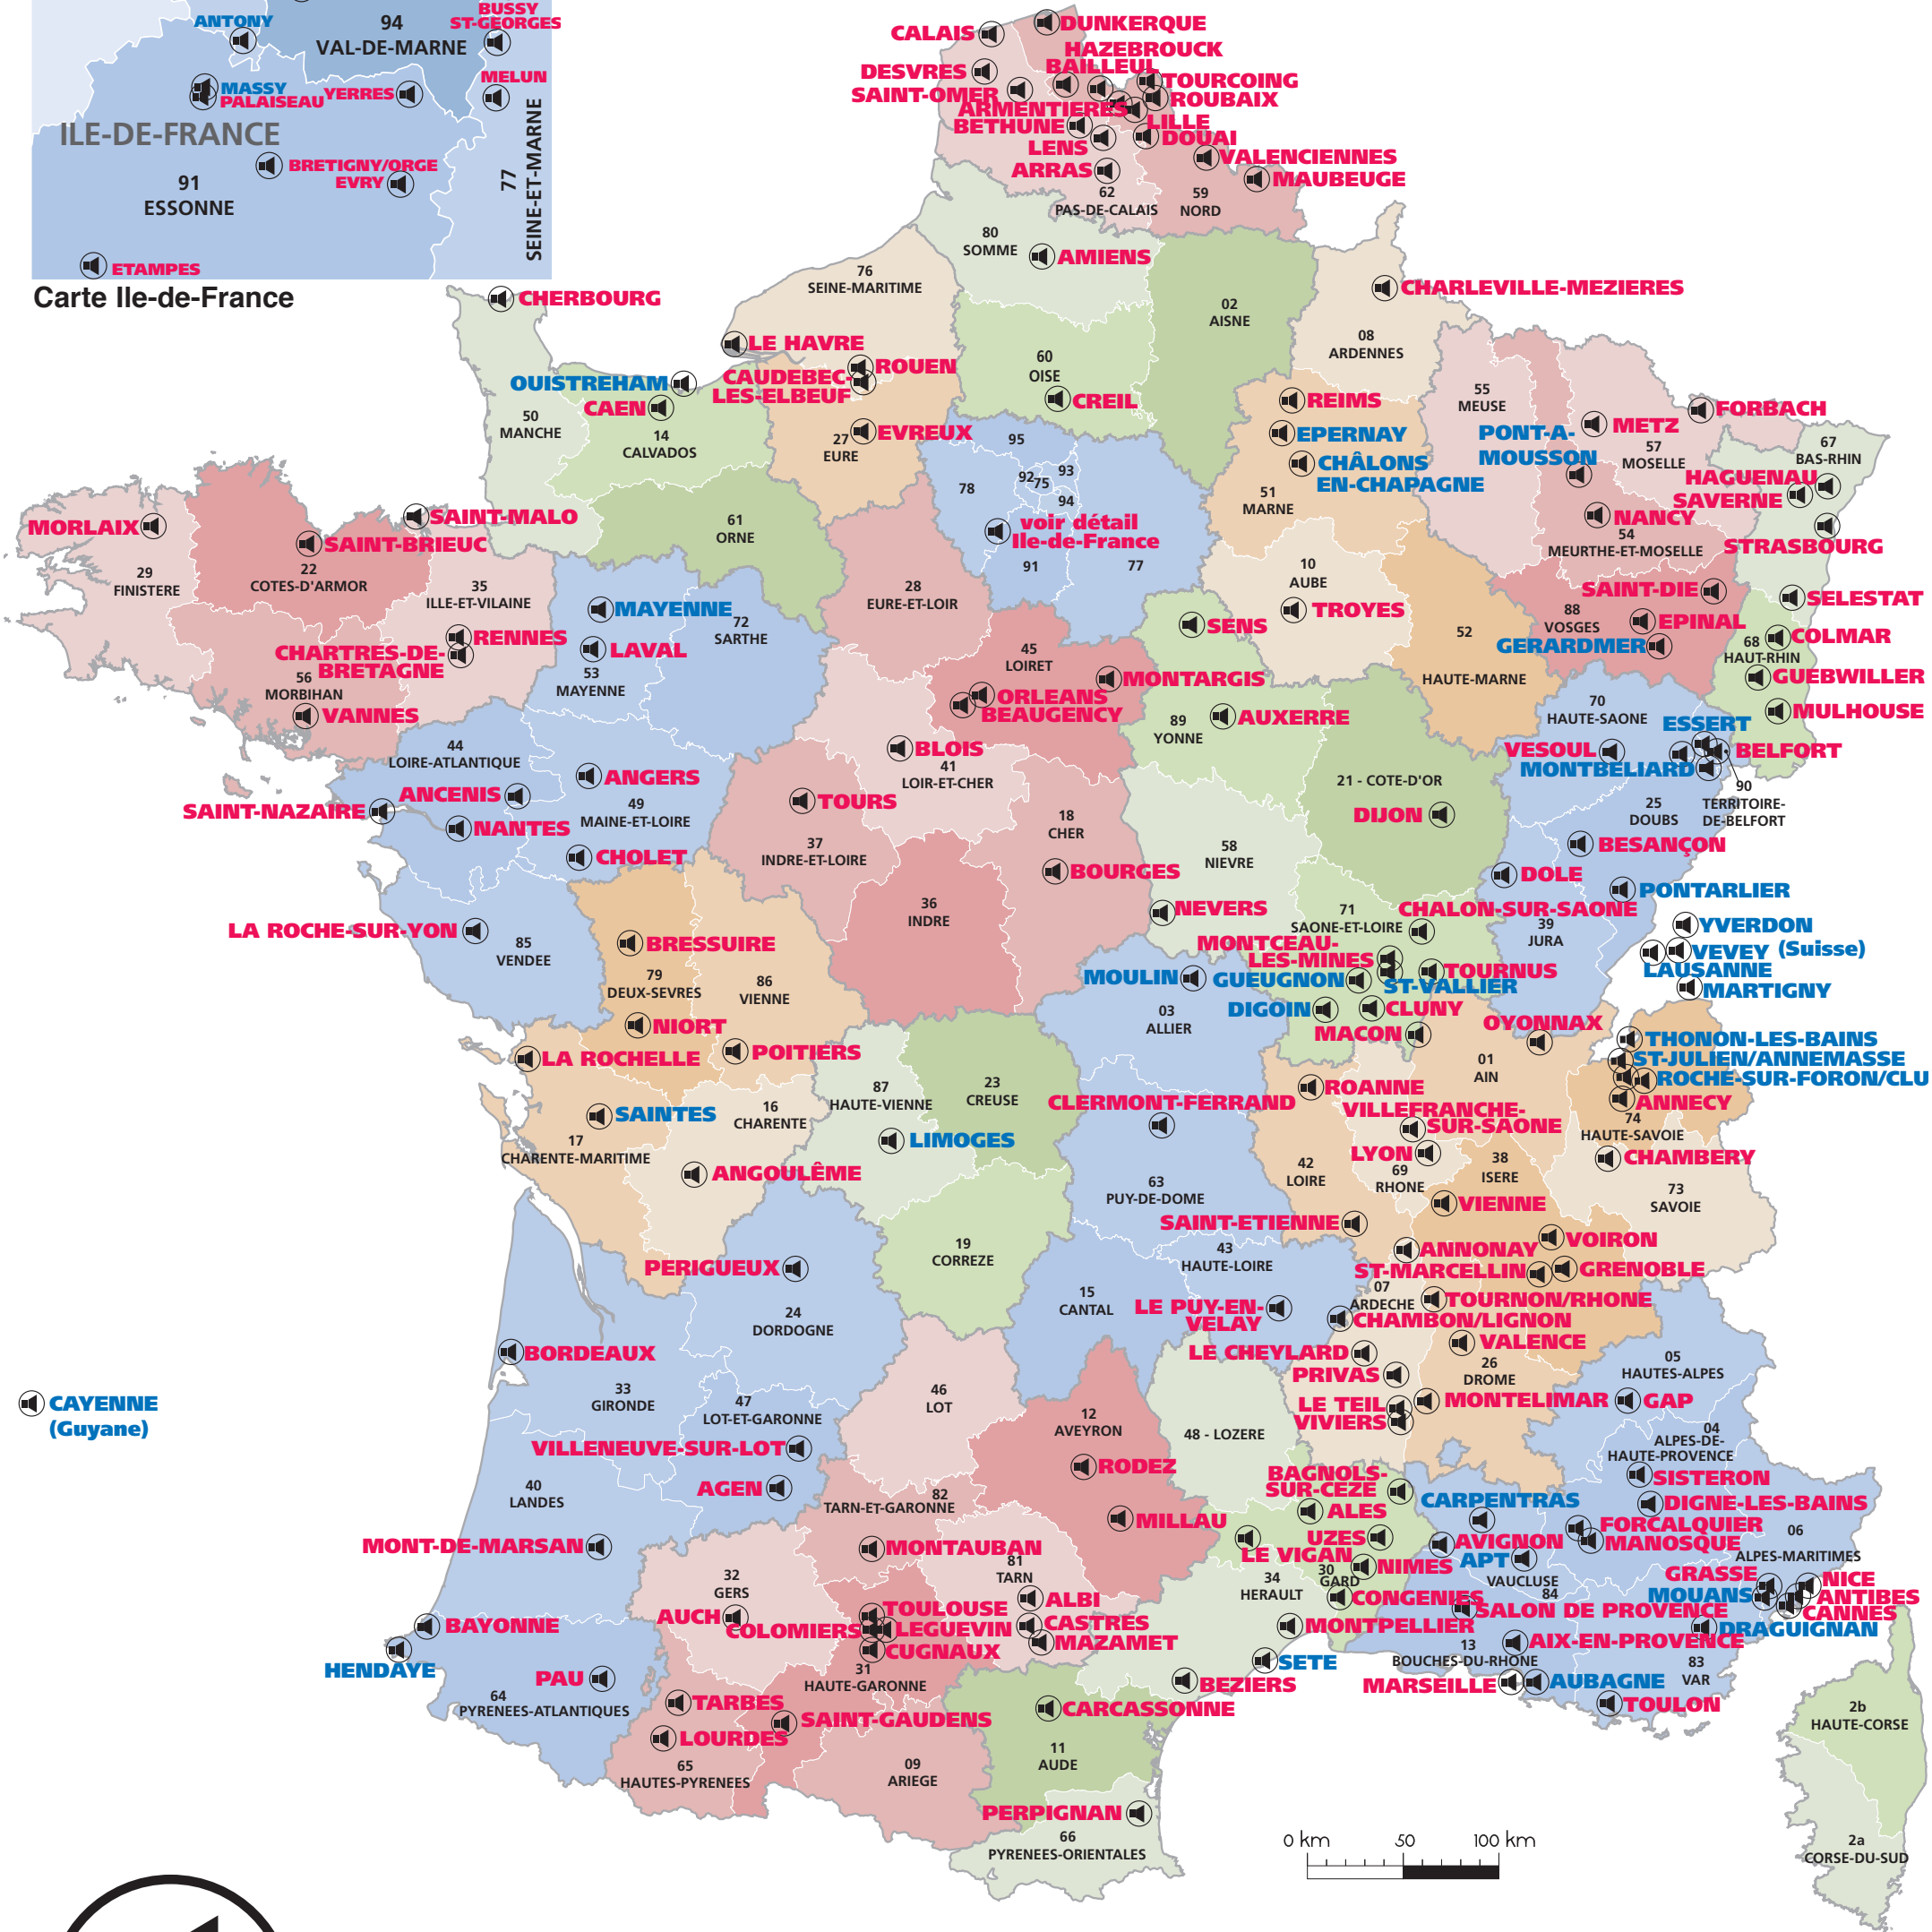 ANTONY
94
VAL-DE-MARNE
BUSSY
ST-GEORGES
MASSY
PALAISEAU
YERRES
MELUN
ILE-DE-FRANCE
BRETIGNY/ORGE
EVRY
91
ESSONNE
77
SEINE-ET-MARNE
ETAMPES
Carte Ile-de-France
CALAIS
DUNKERQUE
HAZEBROUCK
BAILLEUL
DESVRES
TOURCOING
SAINT-OMER
ROUBAIX
ARMENTIERES
LILLE
BETHUNE
DOUAI
LENS
VALENCIENNES
ARRAS
MAUBEUGE
62
PAS-DE-CALAIS
59
NORD
80
SOMME
AMIENS
76
SEINE-MARITIME
CHERBOURG
CHARLEVILLE-MEZIERES
02
AISNE
08
ARDENNES
LE HAVRE
ROUEN
60
OISE
OUISTREHAM
CAUDEBEC-
LES-ELBEUF
CAEN
CREIL
REIMS
55
MEUSE
FORBACH
50
MANCHE
14
CALVADOS
27
EURE
EVREUX
95
EPERNAY
PONT-A-
MOUSSON
METZ
57
MOSELLE
67
BAS-RHIN
CHÂLONS
EN-CHAPAGNE
78
92
75
93
94
51
MARNE
HAGUENAU
SAVERNE
MORLAIX
SAINT-MALO
SAINT-BRIEUC
61
ORNE
voir détail
Ile-de-France
NANCY
54
MEURTHE-ET-MOSELLE
STRASBOURG
29
FINISTERE
22
COTES-D'ARMOR
35
ILLE-ET-VILAINE
28
EURE-ET-LOIR
91
77
10
AUBE
SAINT-DIE
SELESTAT
MAYENNE
72
SARTHE
TROYES
88
VOSGES
EPINAL
SENS
52
HAUTE-MARNE
RENNES
CHARTRES-DE-
BRETAGNE
LAVAL
53
MAYENNE
45
LOIRET
GERARDMER
68
HAUT-RHIN
COLMAR
56
MORBIHAN
VANNES
MONTARGIS
ORLEANS
BEAUGENCY
GUEBWILLER
89
YONNE
AUXERRE
70
HAUTE-SAONE
MULHOUSE
ESSERT
44
LOIRE-ATLANTIQUE
BLOIS
41
LOIR-ET-CHER
VESOUL
BELFORT
MONTBELIARD
ANGERS
21 - COTE-D'OR
90
TERRITOIRE-
DE-BELFORT
ANCENIS
TOURS
SAINT-NAZAIRE
49
MAINE-ET-LOIRE
25
DOUBS
NANTES
18
CHER
DIJON
CHOLET
37
INDRE-ET-LOIRE
58
NIEVRE
BESANÇON
BOURGES
DOLE
PONTARLIER
36
INDRE
NEVERS
71
SAONE-ET-LOIRE
CHALON-SUR-SAONE
39
JURA
YVERDON
LA ROCHE-SUR-YON
85
VENDEE
BRESSUIRE
MONTCEAU-
LES-MINES
VEVEY (Suisse)
LAUSANNE
MARTIGNY
79
DEUX-SEVRES
86
VIENNE
MOULIN
GUEUGNON
ST-VALLIER
TOURNUS
03
ALLIER
DIGOIN
CLUNY
MACON
OYONNAX
NIORT
THONON-LES-BAINS
LA ROCHELLE
POITIERS
01
AIN
ST-JULIEN/ANNEMASSE
ROCHE-SUR-FORON/CLU
87
HAUTE-VIENNE
23
CREUSE
ROANNE
ANNECY
CLERMONT-FERRAND
SAINTES
16
CHARENTE
VILLEFRANCHE-
SUR-SAONE
74
HAUTE-SAVOIE
LIMOGES
17
CHARENTE-MARITIME
LYON
69
RHONE
38
ISERE
CHAMBERY
ANGOULÊME
63
PUY-DE-DOME
42
LOIRE
73
SAVOIE
VIENNE
SAINT-ETIENNE
19
CORREZE
43
HAUTE-LOIRE
ANNONAY
VOIRON
PERIGUEUX
ST-MARCELLIN
GRENOBLE
24
DORDOGNE
15
CANTAL
07
ARDECHE
TOURNON/RHONE
LE PUY-EN-
VELAY
CHAMBON/LIGNON
VALENCE
BORDEAUX
LE CHEYLARD
26
DROME
05
HAUTES-ALPES
PRIVAS
CAYENNE
(Guyane)
33
GIRONDE
47
LOT-ET-GARONNE
46
LOT
12
AVEYRON
48 - LOZERE
LE TEIL
VIVIERS
MONTELIMAR
GAP
04
ALPES-DE-
HAUTE-PROVENCE
VILLENEUVE-SUR-LOT
RODEZ
BAGNOLS-
SUR-CEZE
SISTERON
40
LANDES
AGEN
82
TARN-ET-GARONNE
ALES
CARPENTRAS
DIGNE-LES-BAINS
MILLAU
FORCALQUIER
MANOSQUE
06
ALPES-MARITIMES
MONT-DE-MARSAN
MONTAUBAN
81
TARN
UZES
LE VIGAN
AVIGNON
APT
NIMES
32
GERS
34
HERAULT
30
GARD
VAUCLUSE
84
GRASSE
MOUANS
NICE
ANTIBES
CANNES
ALBI
CONGENIES
TOULOUSE
AUCH
COLOMIERS
LEGUEVIN
CUGNAUX
CASTRES
MAZAMET
SALON DE PROVENCE
MONTPELLIER
DRAGUIGNAN
BAYONNE
AIX-EN-PROVENCE
13
BOUCHES-DU-RHONE
HENDAYE
SETE
83
VAR
PAU
31
HAUTE-GARONNE
BEZIERS
MARSEILLE
AUBAGNE
64
PYRENEES-ATLANTIQUES
TARBES
TOULON
CARCASSONNE
SAINT-GAUDENS
LOURDES
2b
HAUTE-CORSE
65
HAUTES-PYRENEES
09
ARIEGE
11
AUDE
PERPIGNAN
66
PYRENEES-ORIENTALES
0 km 50 100 km
2a
CORSE-DU-SUD